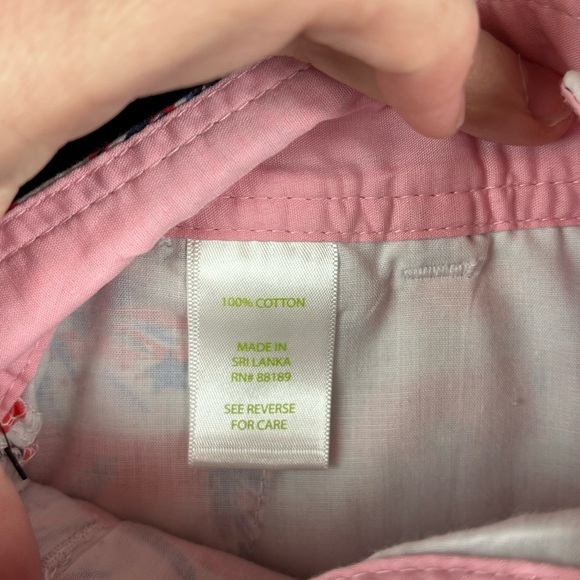 100% COTTON
MADE IN
SRI LANKA
RN# 88189
SEE REVERSE
FOR CARE